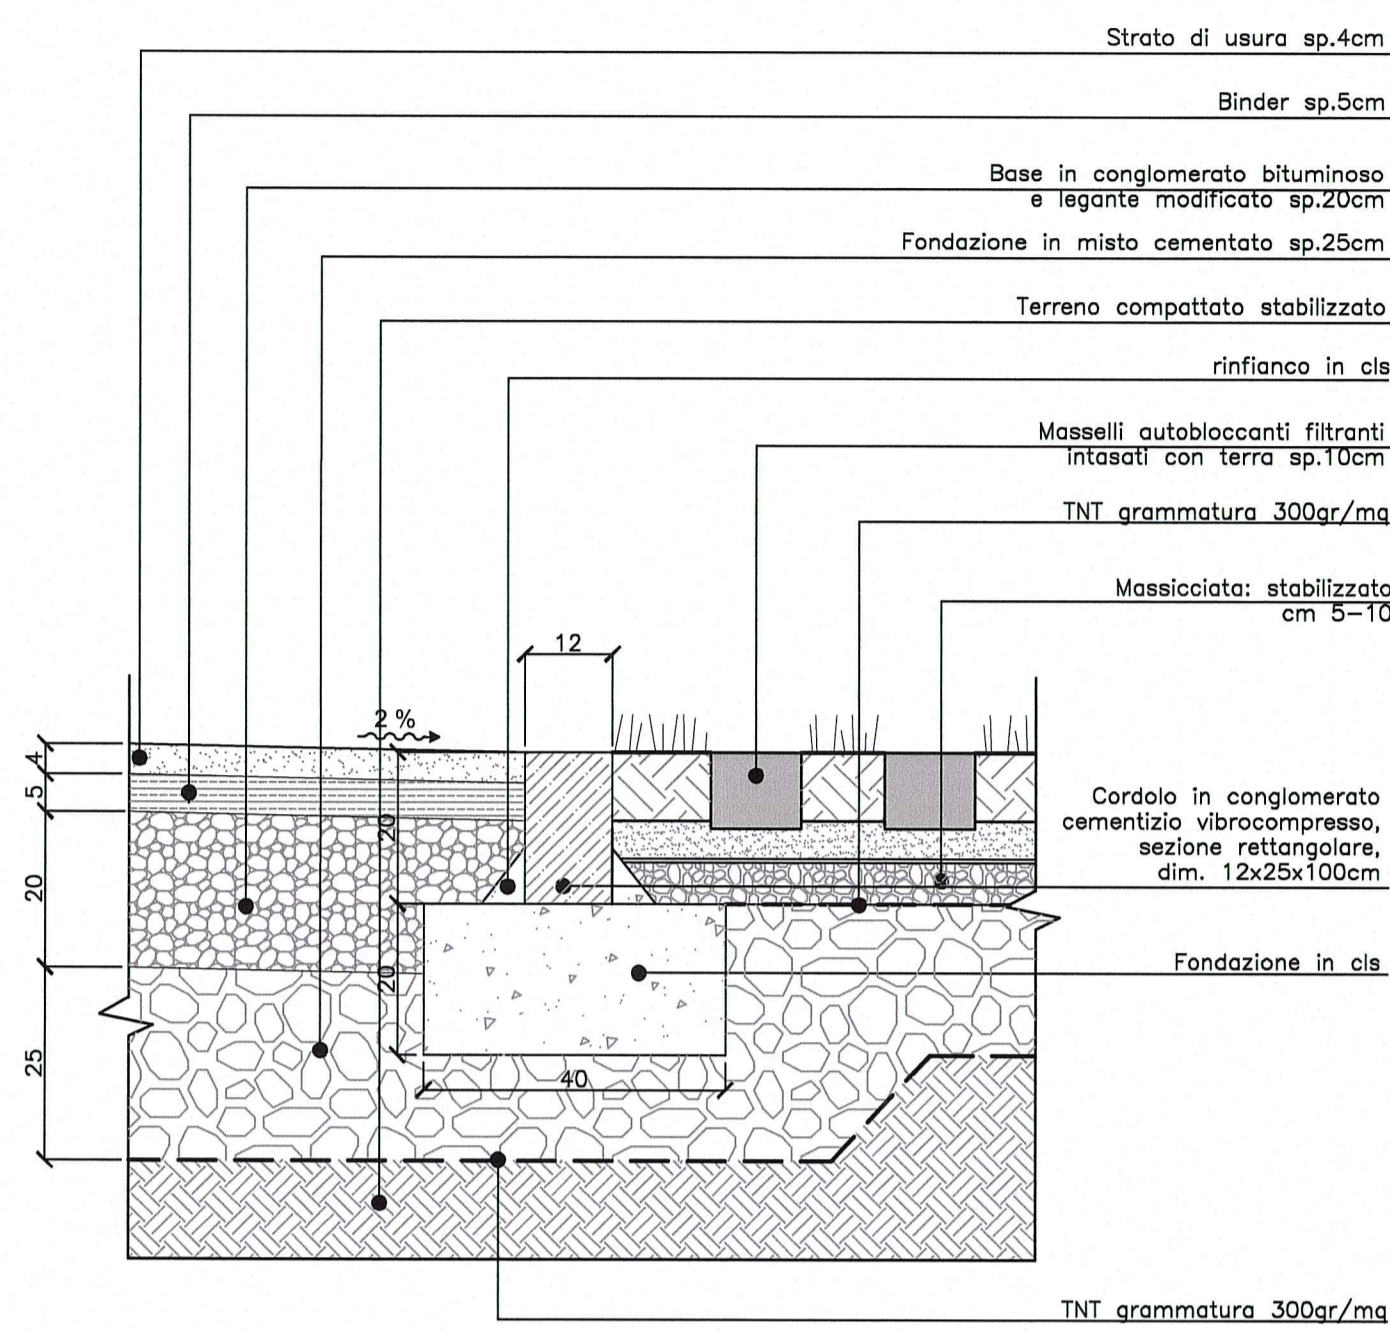 Strato di usura sp.4cm
Binder sp.5cm
Base in conglomerato bituminoso
e legante modificato sp.20cm
Fondazione in misto cementato sp.25cm
Terreno compattato stabilizzato
rinfianco in cls
Masselli autobloccanti filtranti
intasati con terra sp.10cm
TNT grammatura 300gr/mq
Massicciata: stabilizzato
cm 5-10
12
2 %
4
5
20
20
25
20
40
Cordolo in conglomerato
cementizio vibrocompresso,
sezione rettangolare,
dim. 12x25x100cm
Fondazione in cls
TNT grammatura 300gr/mq